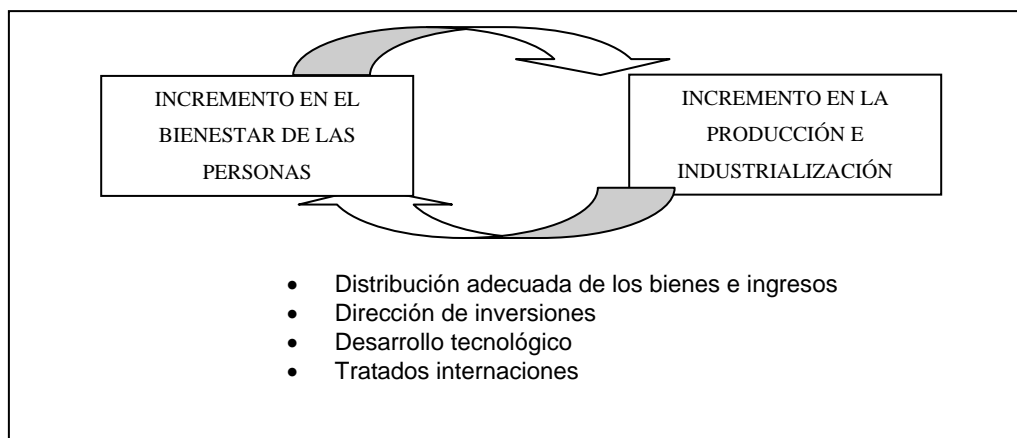 INCREMENTO EN EL
BIENESTAR DE LAS
PERSONAS
INCREMENTO EN LA
PRODUCCIÓN E
INDUSTRIALIZACIÓN
• Distribución adecuada de los bienes e ingresos
• Dirección de inversiones
• Desarrollo tecnológico
• Tratados internaciones